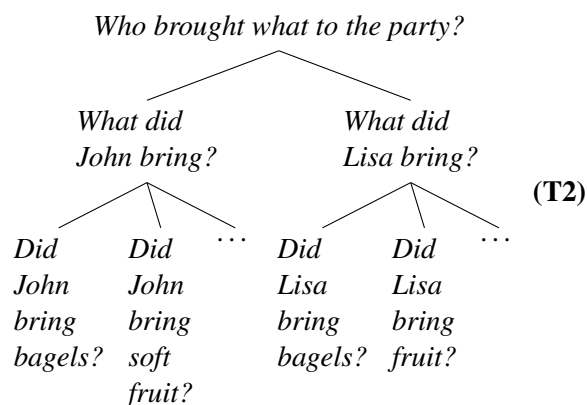 Who brought what to the party?
What did What did
John bring? Lisa bring?
(T2)
Did Did ... Did Did ...
John John Lisa Lisa
bring bring bring bring
bagels? soft bagels? fruit?
fruit?